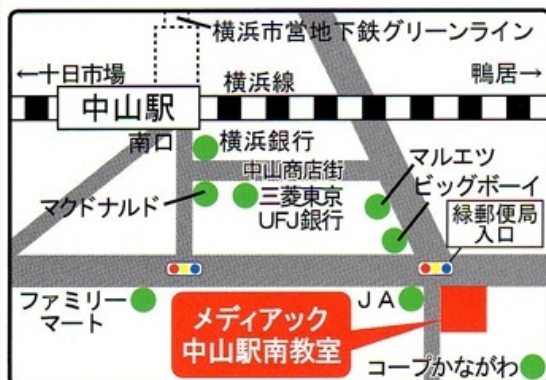 横浜市営地下鉄グリーンライン
←十日市場
横浜線
鴨居→
中山駅
南口
横浜銀行
中山商店街
マルエツ
ビッグボーイ
マクドナルド
三菱東京
UFJ銀行
緑郵便局
入口
ファミリー
マート
メディアック
中山駅南教室
JA
コープかながわ